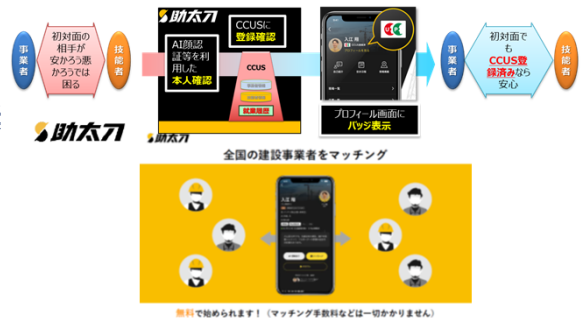 事業者
初対面の
相手が
安かろう悪
かろうでは
困る
技能者
助太刀
AI顔認
証等を利
用した
本人確認
CCUSに
登録確認
CCUS
就業履歴
入江 翔
プロフィール画面に
バッジ表示
事業者
初対面で
も
CCUS登
録済みなら
安心
技能者
助太刀
助太刀
全国の建設事業者をマッチング
無料で始められます!(マッチング手数料などは一切かかりません)